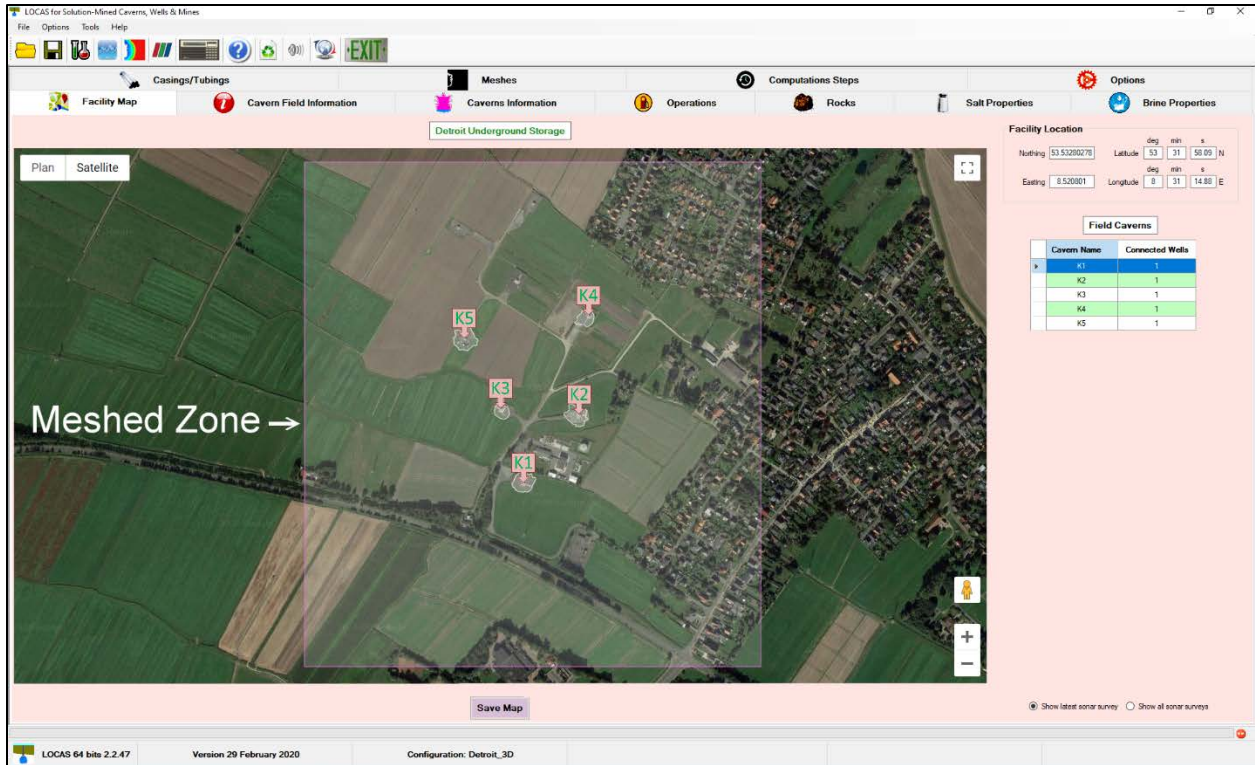 LOCAS for Solution-Mined Caverns, Wells & Mines
File Options Tools Help
EXIT
Casings/Tubings Meshes Computations Steps Options
Facility Map Cavern Field Information Caverns Information Operations Rocks Salt Properties Brine Properties
Detroit Underground Storage
Plan Satellite
K4
K5
K3
K2
Meshed Zone
K1
Save Map
Facility Location
deg min s
Northing 53.53280278 Latitude 53 31 58.09 N
deg min s
Easting 8.520801 Longitude 8 31 14.88 E
Field Caverns
Cavern Name Connected Wells
K1 1
K2 1
K3 1
K4 1
K5 1
Show latest sonar survey Show all sonar surveys
LOCAS 64 bits 2.2.47 Version 29 February 2020 Configuration: Detroit_3D